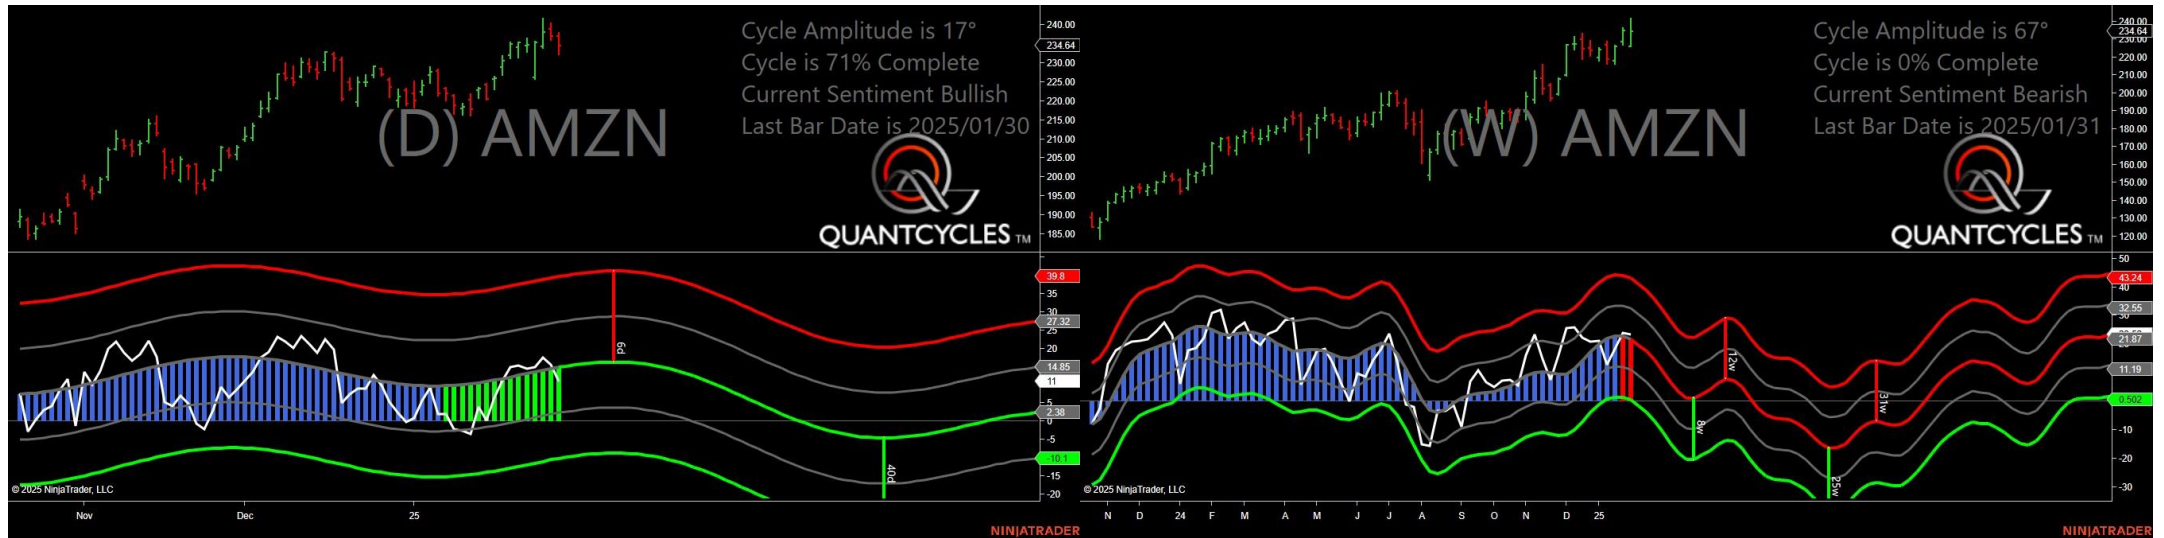 Cycle Amplitude is 17°
Cycle is 71% Complete
Current Sentiment Bullish
Last Bar Date is 2025/01/30
(D) AMZN
QUANTCYCLES TM
240.00
234.64
230.00
225.00
220.00
215.00
210.00
205.00
200.00
195.00
190.00
185.00
39.8
35
30
27.32
25
20
14.85
11
5
2.38
0
-5
-10.1
-15
-20
6d
40d
© 2025 NinjaTrader, LLC
Nov
Dec
25
NINJATRADER
Cycle Amplitude is 67°
Cycle is 0% Complete
Current Sentiment Bearish
Last Bar Date is 2025/01/31
(W) AMZN
QUANTCYCLES TM
240.00
234.64
230.00
220.00
210.00
200.00
190.00
180.00
170.00
160.00
150.00
140.00
130.00
120.00
50
43.24
40
32.55
30
21.87
11.19
0.502
-10
-20
-30
12w
8w
31w
25w
© 2025 NinjaTrader, LLC
N D 24 F M A M J J A S O N D 25
NINJATRADER